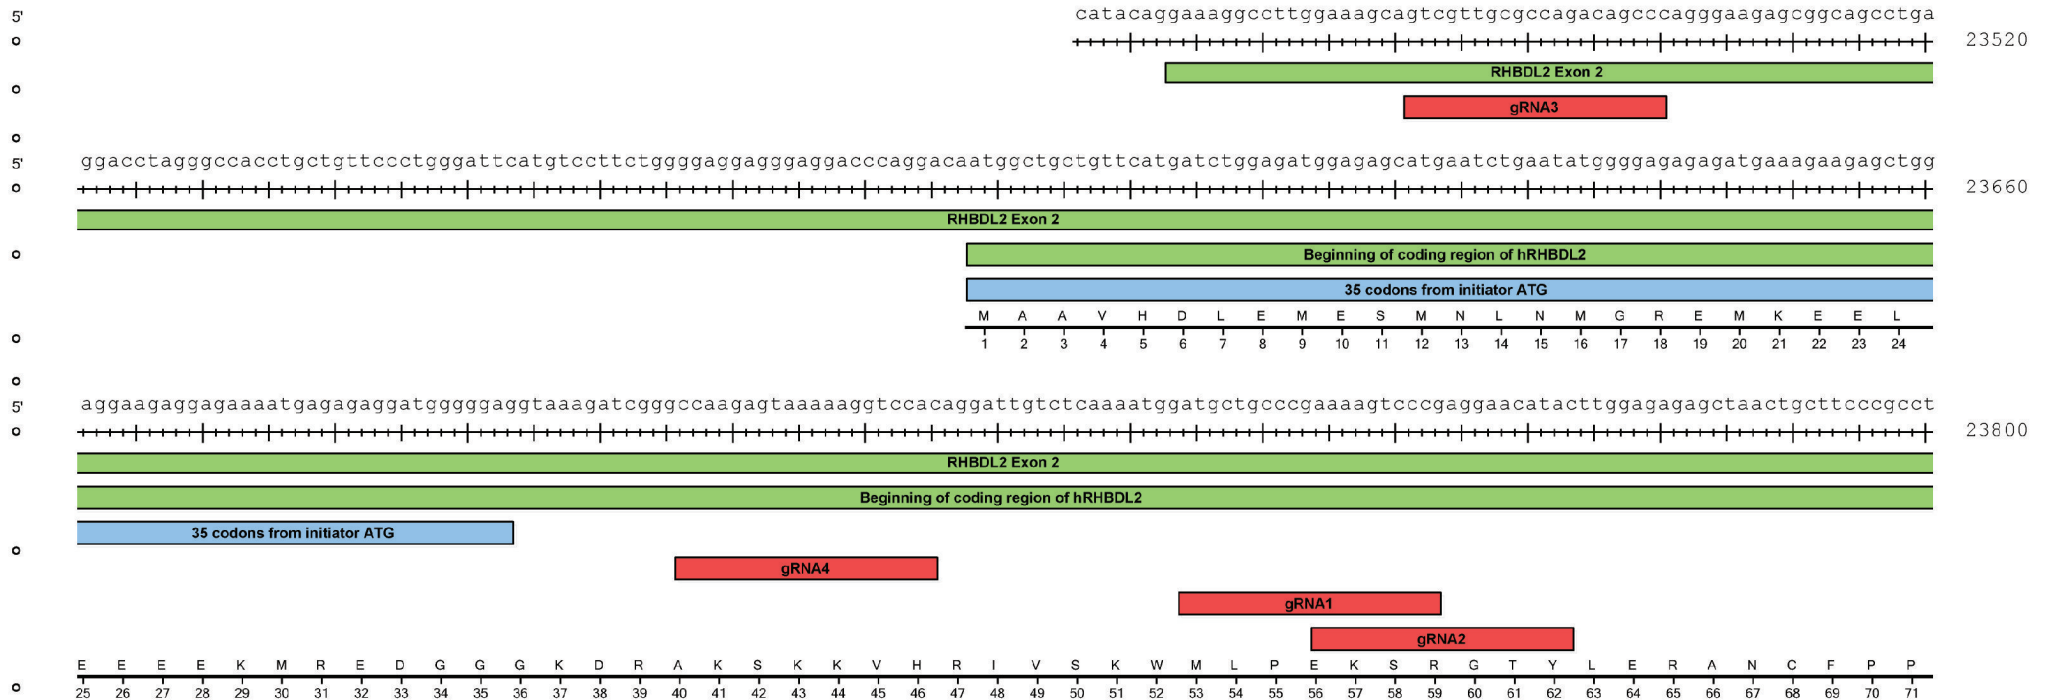 5' catacaggaaaggccttggaaagcagtcgttgcgccagacagcccagggaagagcggcagcctga
23520
RHBDL2 Exon 2
gRNA3
5' ggacctagggccacctgctgttccctgggattcatgtccttctggggaggagggaggacccaggacaatggctgctgttcatgatctggagatggagagcatgaatctgaatatggggagagagatgaaagaagagctgg
23660
RHBDL2 Exon 2
Beginning of coding region of hRHBDL2
35 codons from initiator ATG
M A A V H D L E M E S M N L N M G R E M K E E L
1 2 3 4 5 6 7 8 9 10 11 12 13 14 15 16 17 18 19 20 21 22 23 24
5' aggaagaggagaaaatgagagaggatgggggaggtaaagatcgggccaagagtaaaaaggtccacaggattgtctcaaaatggatgctgcccgaaaagtcccgaggaacatacttggagagagctaactgcttcccgcct
23800
RHBDL2 Exon 2
Beginning of coding region of hRHBDL2
35 codons from initiator ATG
gRNA4
gRNA1
gRNA2
E E E E K M R E D G G G K D R A K S K K V H R I V S K W M L P E K S R G T Y L E R A N C F P P
25 26 27 28 29 30 31 32 33 34 35 36 37 38 39 40 41 42 43 44 45 46 47 48 49 50 51 52 53 54 55 56 57 58 59 60 61 62 63 64 65 66 67 68 69 70 71